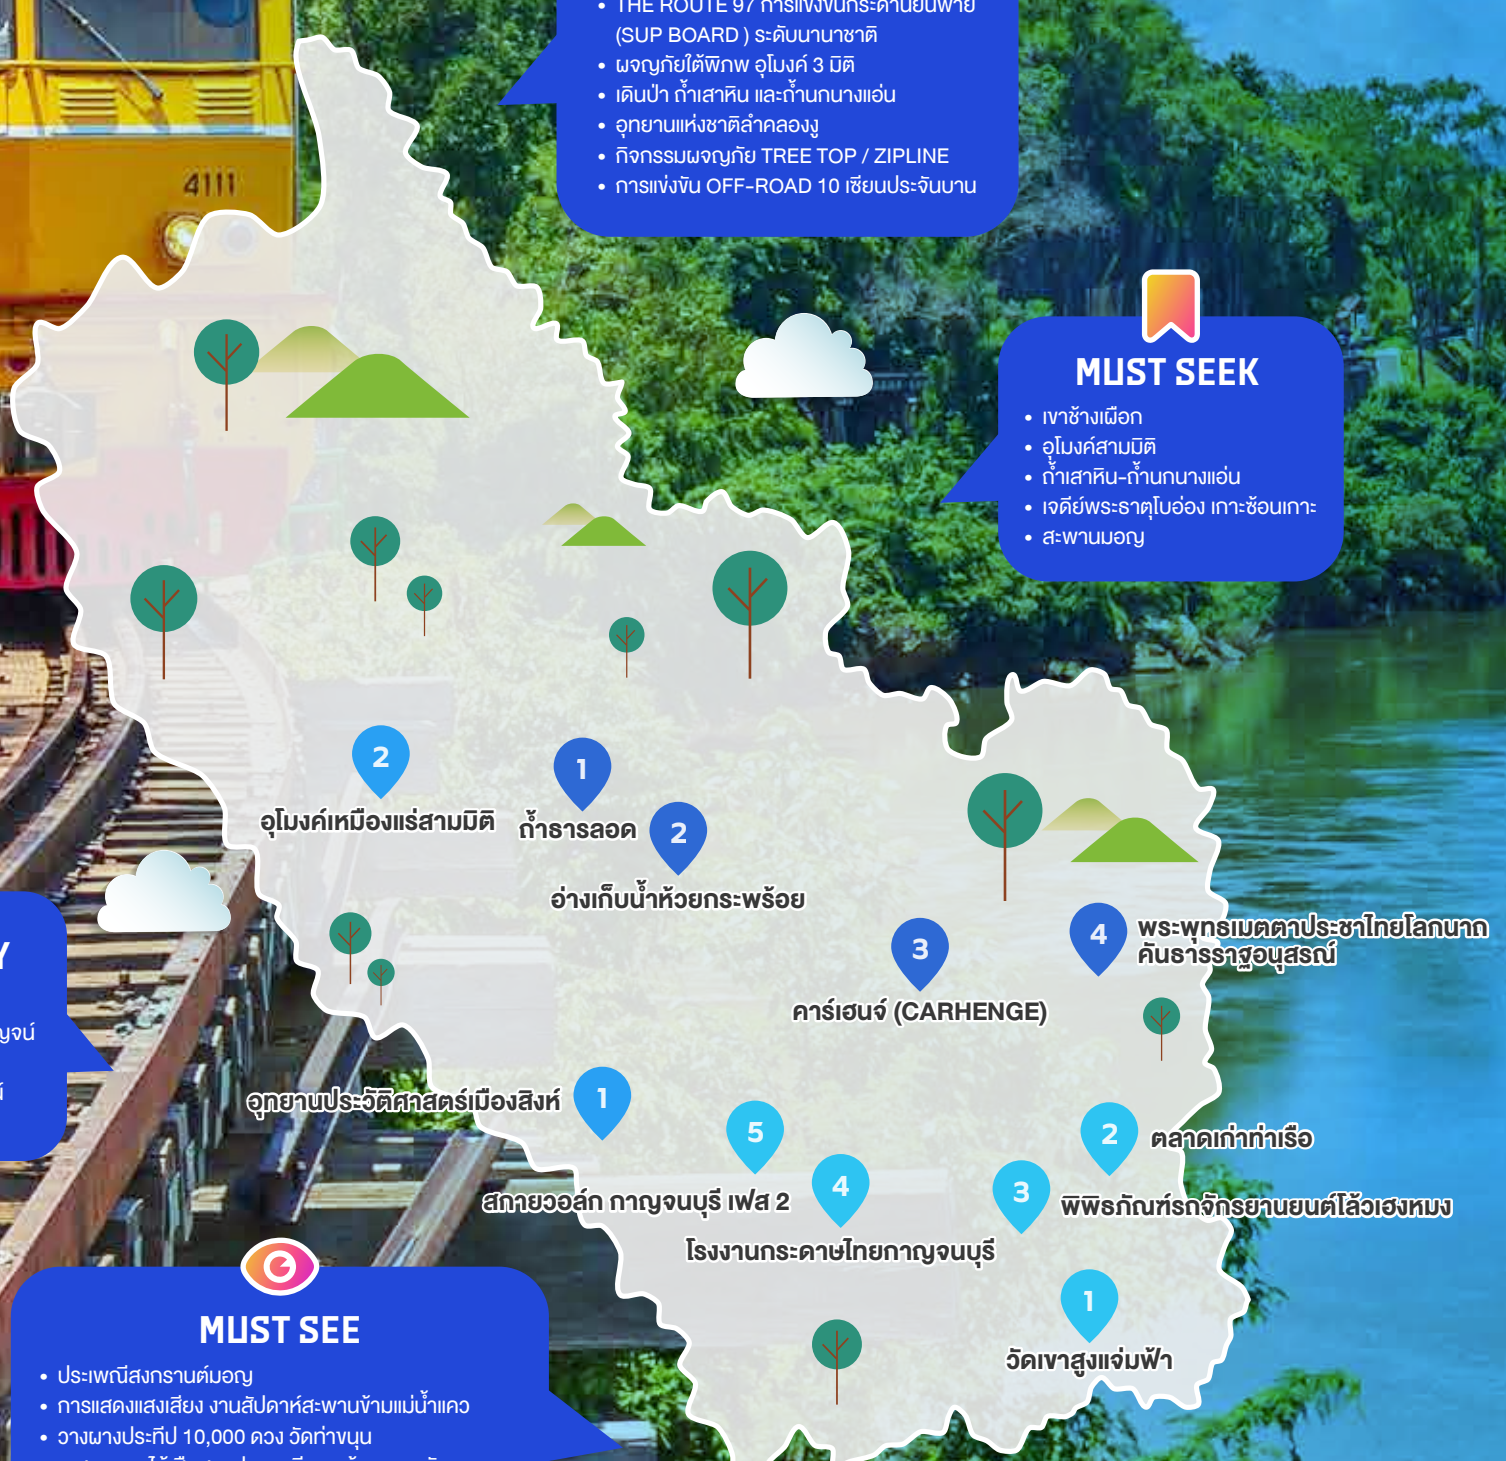 THE ROUTE 97 การแข่งขันกระดานยืนพาย
(SUP BOARD ) ระดับนานาชาติ
• ผจญภัยใต้พิภพ อุโมงค์ 3 มิติ
• เดินป่า ถ้ำเสาหิน และถ้ำนกนางแอ่น
• อุทยานแห่งชาติลำคลองงู
• กิจกรรมผจญภัย TREE TOP / ZIPLINE
• การแข่งขัน OFF-ROAD 10 เซียนประจันบาน
4111
MUST SEEK
• เขาช้างเผือก
• อุโมงค์สามมิติ
• ถ้ำเสาหิน-ถ้ำนกนางแอ่น
• เจดีย์พระธาตุโบอ่อง เกาะซ้อนเกาะ
• สะพานมอญ
2
อุโมงค์เหมืองแร่สามมิติ
1
ถ้ำธารลอด
2
อ่างเก็บน้ำห้วยกระพร้อย
3
คาร์เฮนจ์ (CARHENGE)
4
พระพุทธเมตตาประชาไทยโลกนาถ
คันธารราฐอนุสรณ์
Y
ญจน์
1
อุทยานประวัติศาสตร์เมืองสิงห์
5
สกายวอล์ก กาญจนบุรี เฟส 2
4
โรงงานกระดาษไทยกาญจนบุรี
2
ตลาดเก่าท่าเรือ
3
พิพิธภัณฑ์รถจักรยานยนต์โล้วเฮงหมง
1
วัดเขาสูงแจ่มฟ้า
MUST SEE
• ประเพณีสงกรานต์มอญ
• การแสดงแสงเสียง งานสัปดาห์สะพานข้ามแม่น้ำแคว
• วางผางประทีป 10,000 ดวง วัดท่าขนุน